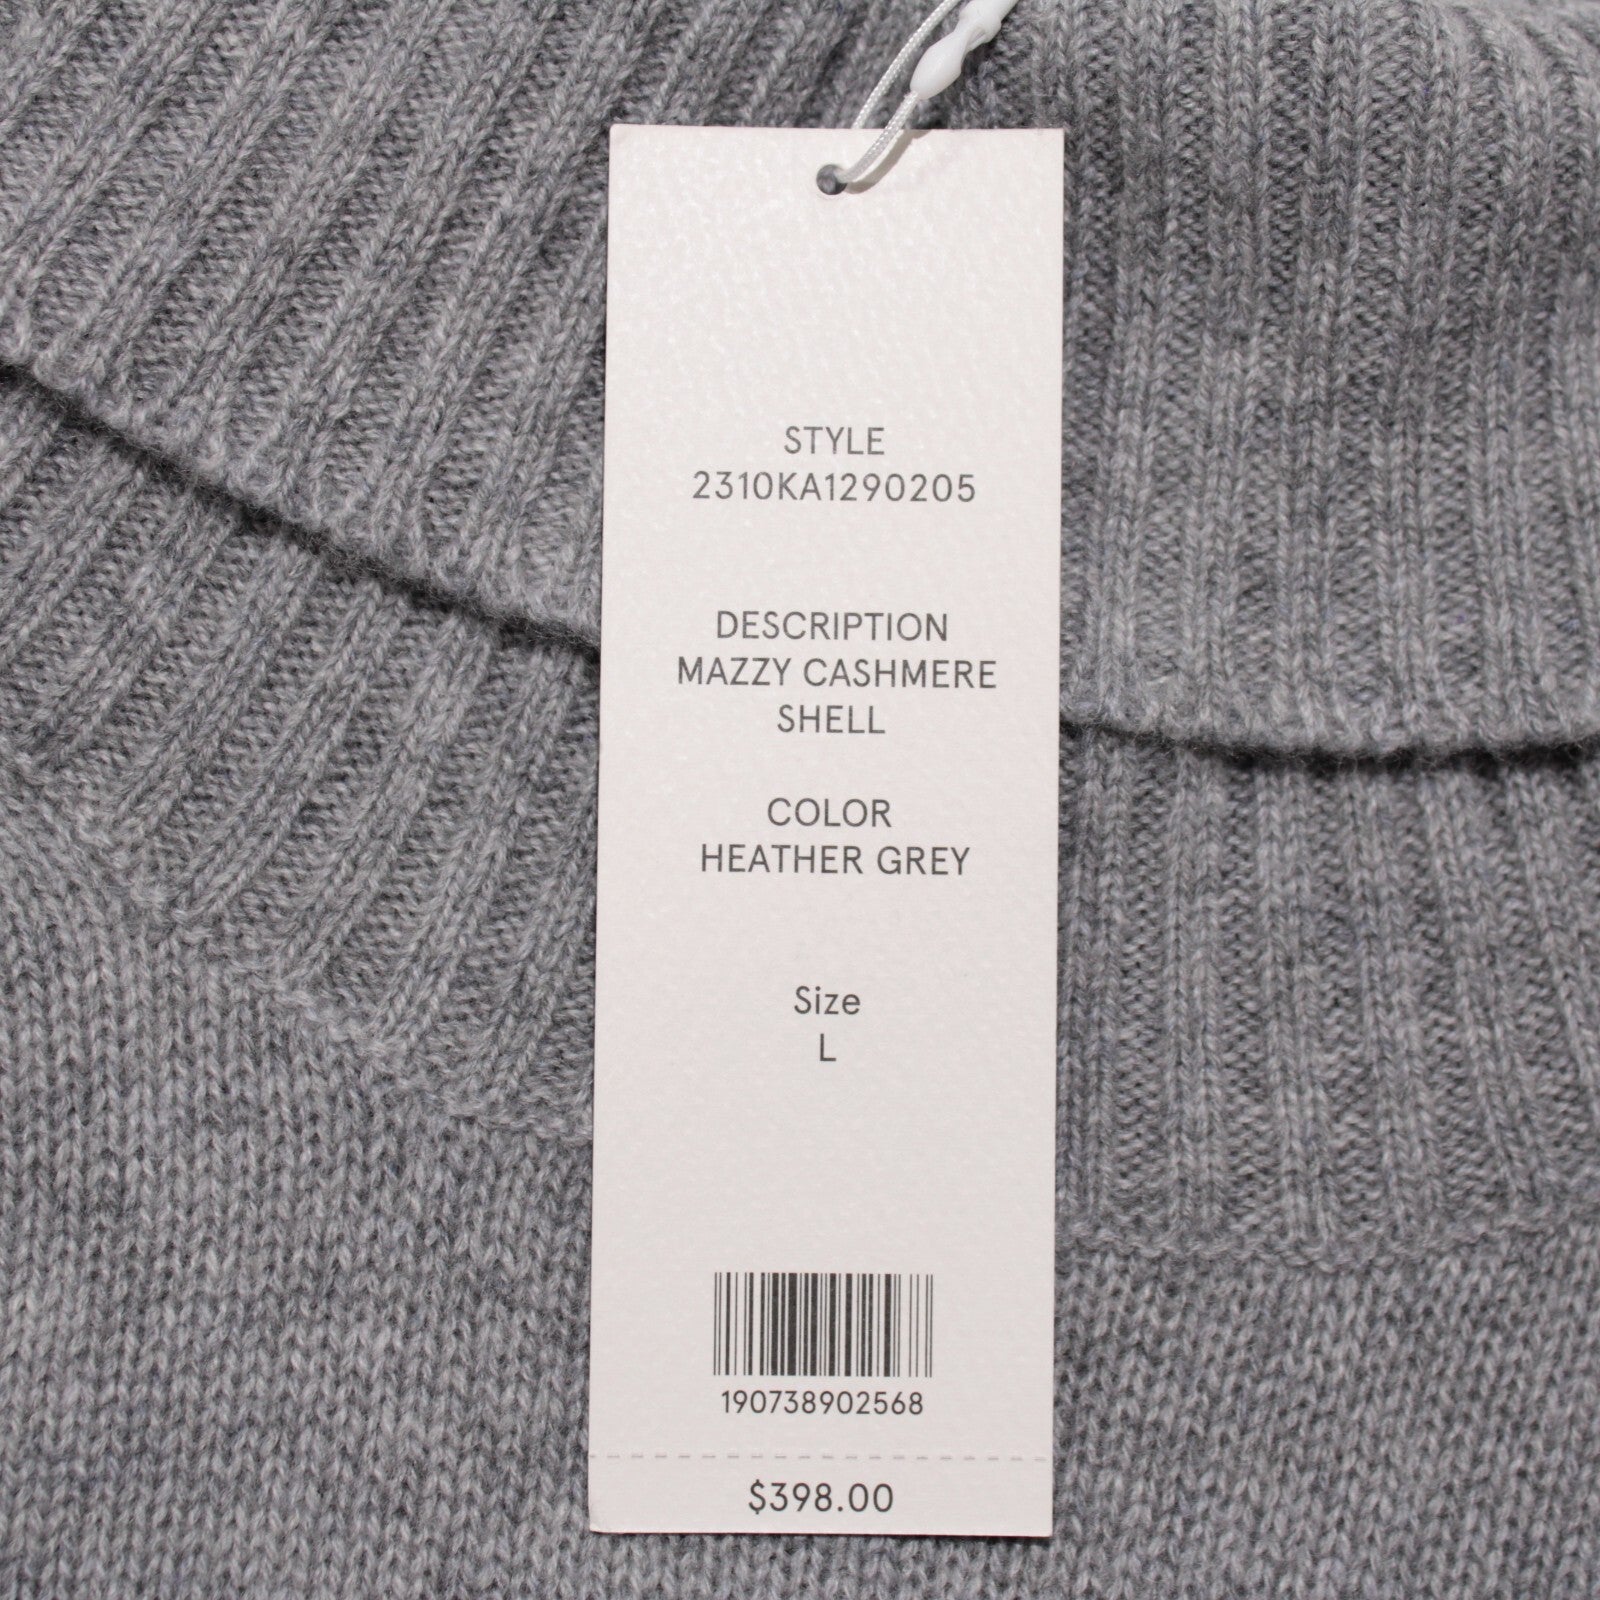 STYLE
2310KA1290205
DESCRIPTION
MAZZY CASHMERE
SHELL
COLOR
HEATHER GREY
Size
L
190738902568
$398.00